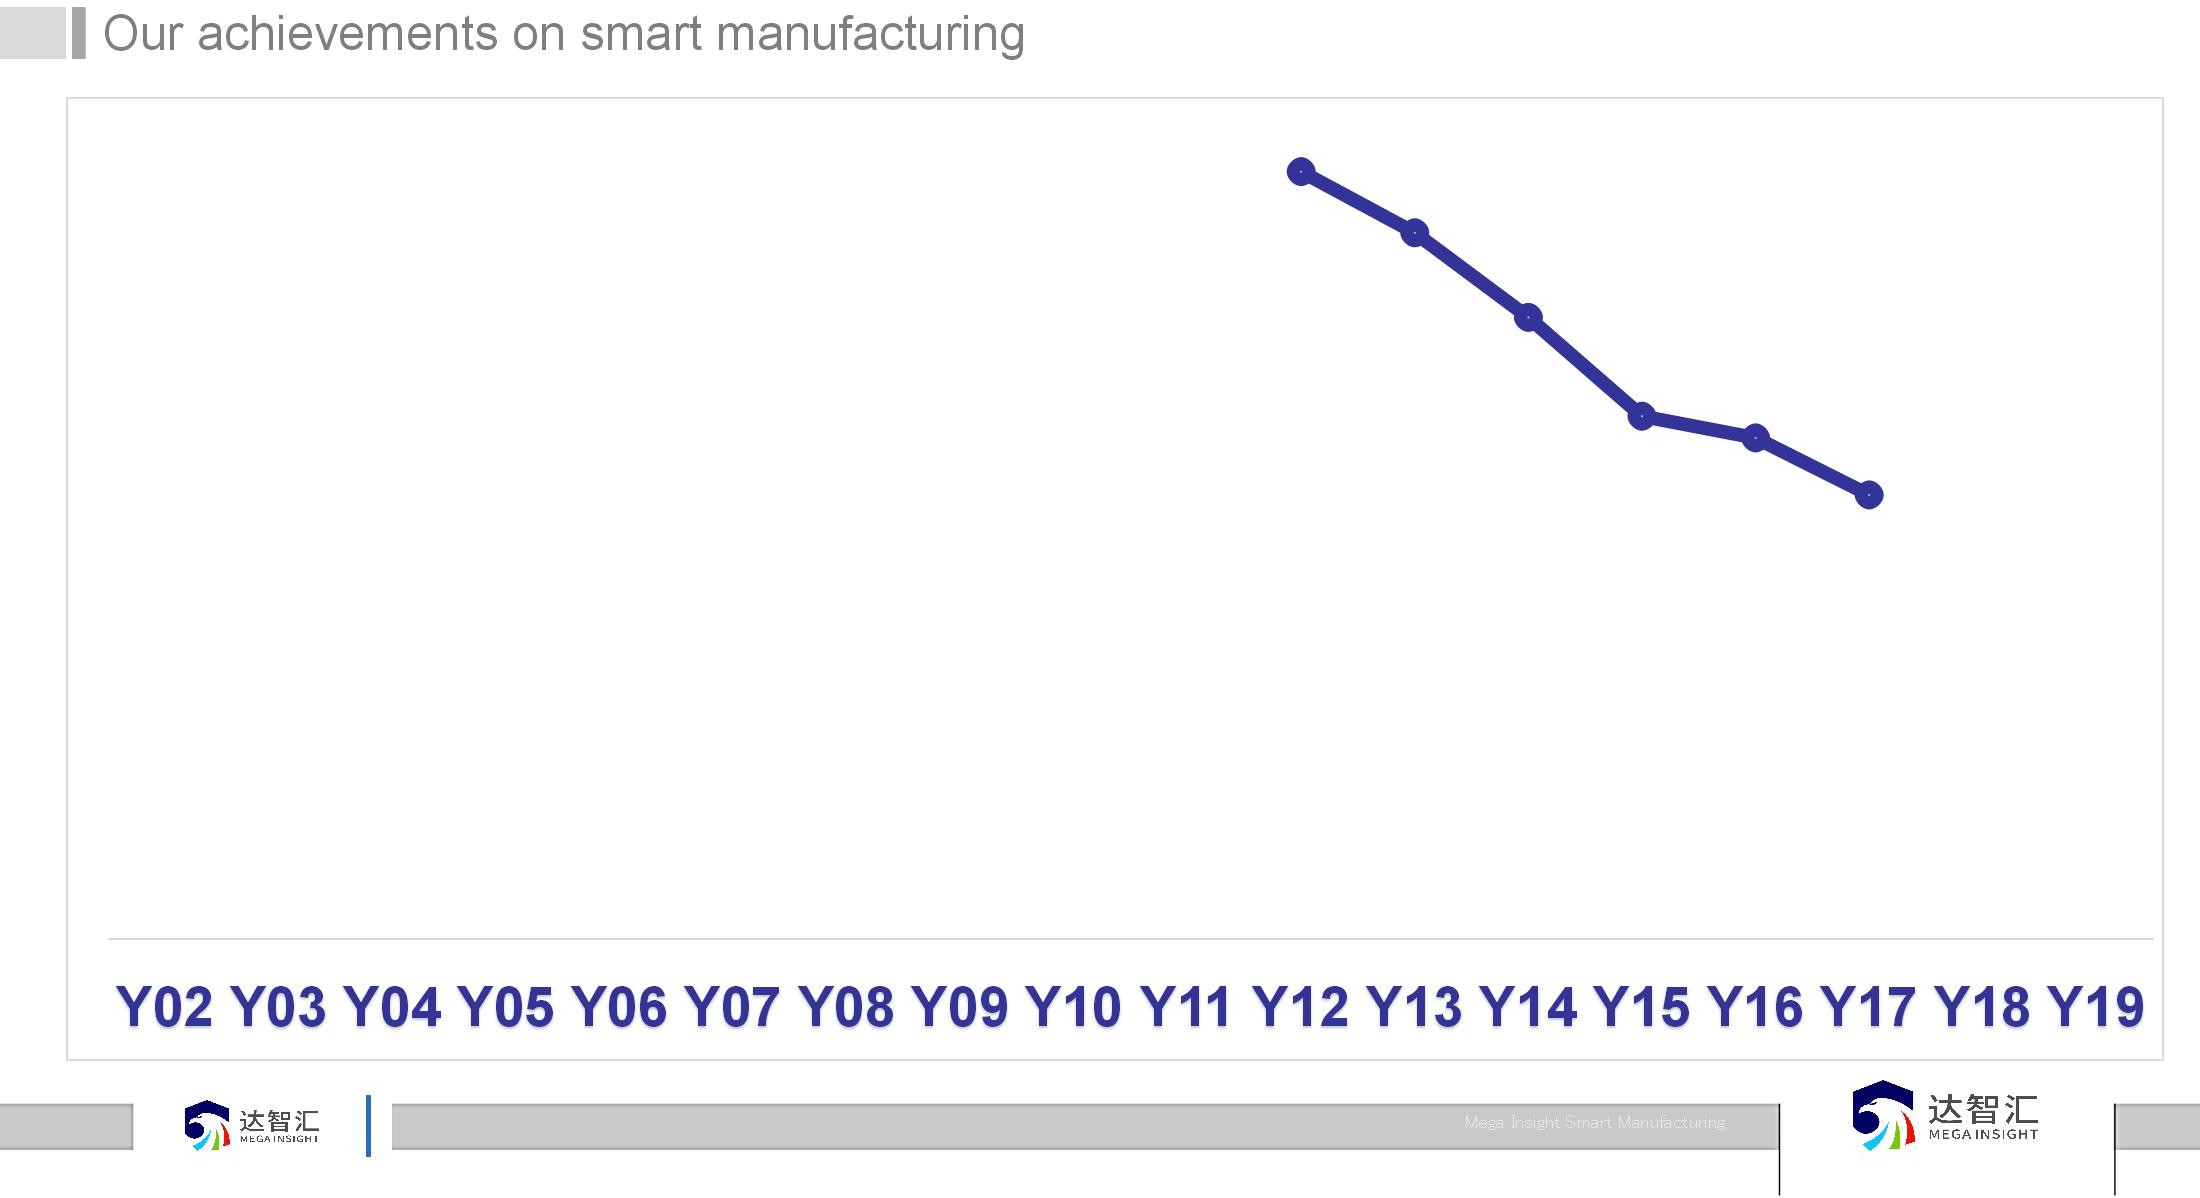 Our achievements on smart manufacturing
Y02 Y03 Y04 Y05 Y06 Y07 Y08 Y09 Y10 Y11 Y12 Y13 Y14 Y15 Y16 Y17 Y18 Y19
达智汇
MEGA INSIGHT
Mega Insight Smart Manufacturing
达智汇
MEGA INSIGHT